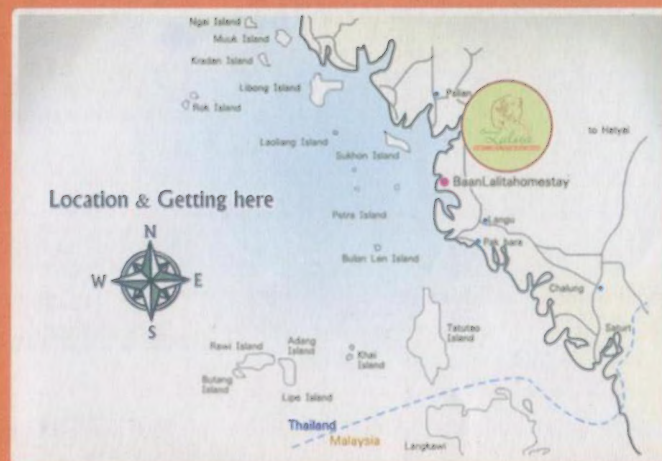 Ngai Island
Muuk Island
Kradan Island
Libong Island
Rok Island
Palian
Laoliang Island
Sukhon Island
to Hatyai
BaanLalitahomestay
Location & Getting here
Petra Island
Langu
Pak bara
Bulon Len Island
N
W
E
S
Chalung
Satun
Tatutao
Island
Rawi Island
Adang
Island
Khai
Island
Butang
Island
Lipe Island
Thailand
Malaysia
Langkawi